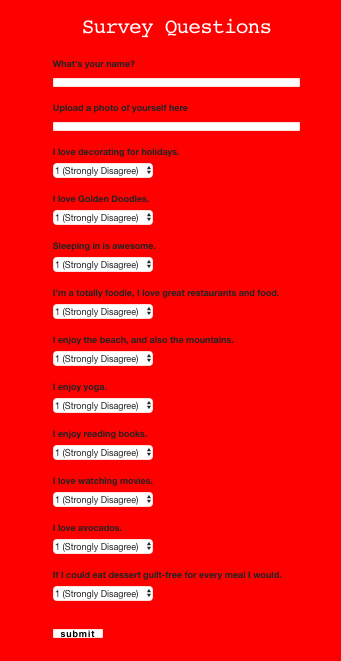 Survey Questions
What's your name?
Upload a photo of yourself here
I love decorating for holidays.
1 (Strongly Disagree)
I love Golden Doodles.
1 (Strongly Disagree)
Sleeping in is awesome.
1 (Strongly Disagree)
I'm a totally foodie, I love great restaurants and food.
1 (Strongly Disagree)
I enjoy the beach, and also the mountains.
1 (Strongly Disagree)
I enjoy yoga.
1 (Strongly Disagree)
I enjoy reading books.
1 (Strongly Disagree)
I love watching movies.
1 (Strongly Disagree)
I love avocados.
1 (Strongly Disagree)
If I could eat dessert guilt-free for every meal I would.
1 (Strongly Disagree)
submit